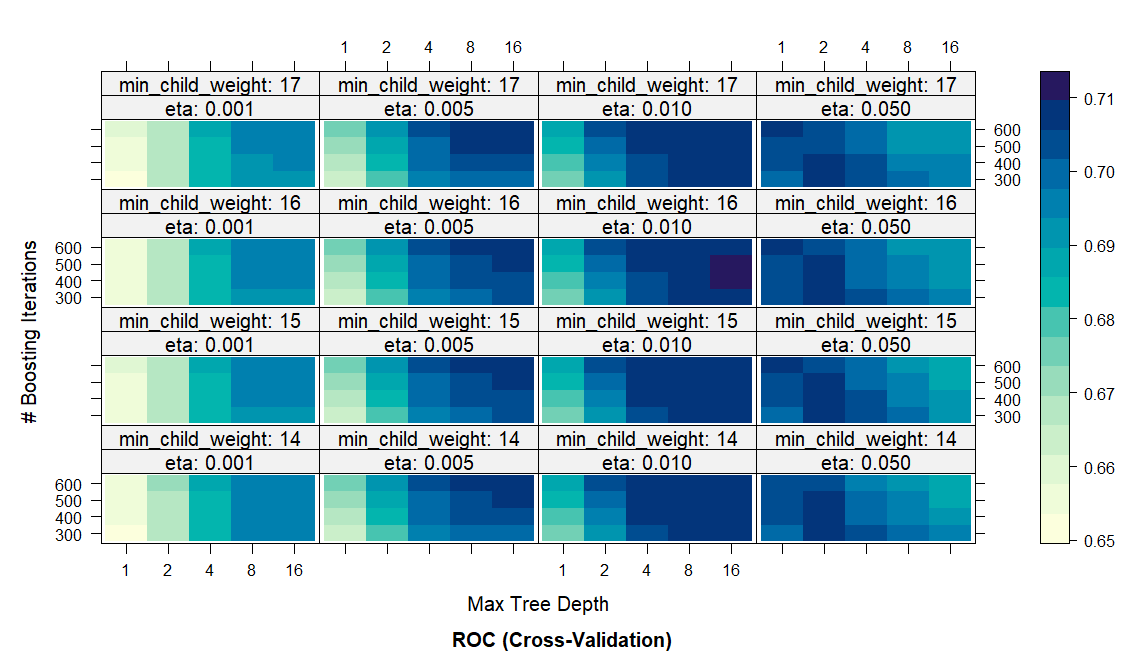 1 2 4 8 16 1 2 4 8 16
min_child_weight: 17 min_child_weight: 17 min_child_weight: 17 min_child_weight: 17
eta: 0.001 eta: 0.005 eta: 0.010 eta: 0.050
600
500
400
300
min_child_weight: 16 min_child_weight: 16 min_child_weight: 16 min_child_weight: 16
eta: 0.001 eta: 0.005 eta: 0.010 eta: 0.050
600
500
400
300
min_child_weight: 15 min_child_weight: 15 min_child_weight: 15 min_child_weight: 15
eta: 0.001 eta: 0.005 eta: 0.010 eta: 0.050
600
500
400
300
min_child_weight: 14 min_child_weight: 14 min_child_weight: 14 min_child_weight: 14
eta: 0.001 eta: 0.005 eta: 0.010 eta: 0.050
600
500
400
300
1 2 4 8 16 1 2 4 8 16
# Boosting Iterations
Max Tree Depth
ROC (Cross-Validation)
0.71
0.70
0.69
0.68
0.67
0.66
0.65